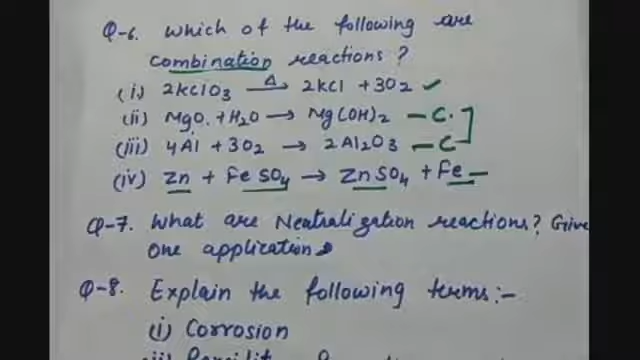 Q-6. Which of the following are
combination reactions?
(i) 2KClO3 —Δ→ 2KCl + 3O2 ✓
(ii) MgO + H2O → Mg(OH)2 — C.
(iii) 4Al + 3O2 → 2Al2O3 — C
(iv) Zn + FeSO4 → ZnSO4 + Fe —
Q-7. What are Neutralization reactions? Give
one application.
Q-8. Explain the following terms:-
(i) Corrosion